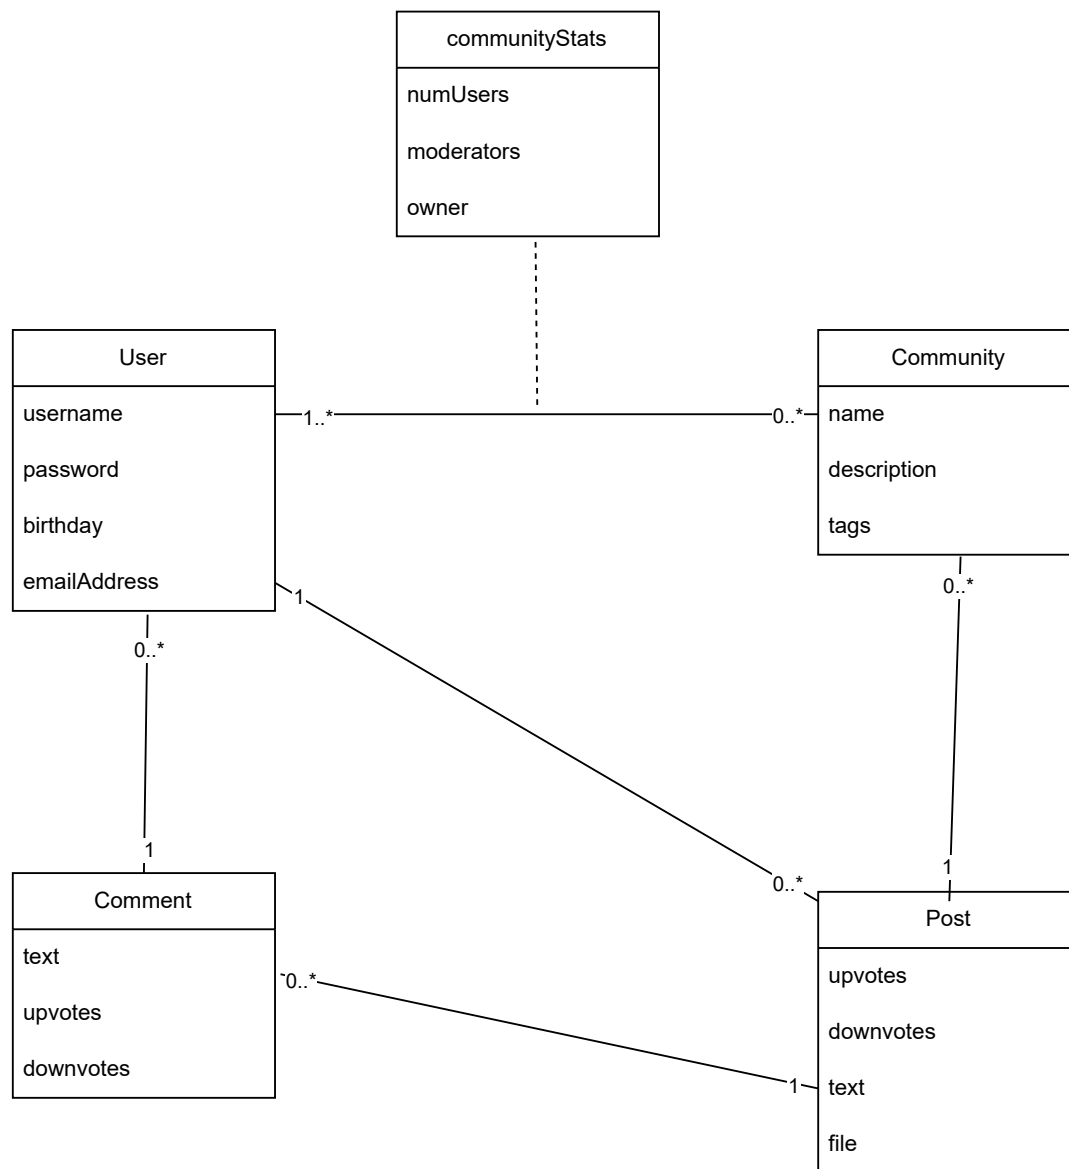 communityStats
numUsers
moderators
owner
User
username
password
birthday
emailAddress
1..*
0..*
Community
name
description
tags
1
0..*
0..*
0..*
1
1
Comment
text
upvotes
downvotes
0..*
1
Post
upvotes
downvotes
text
file